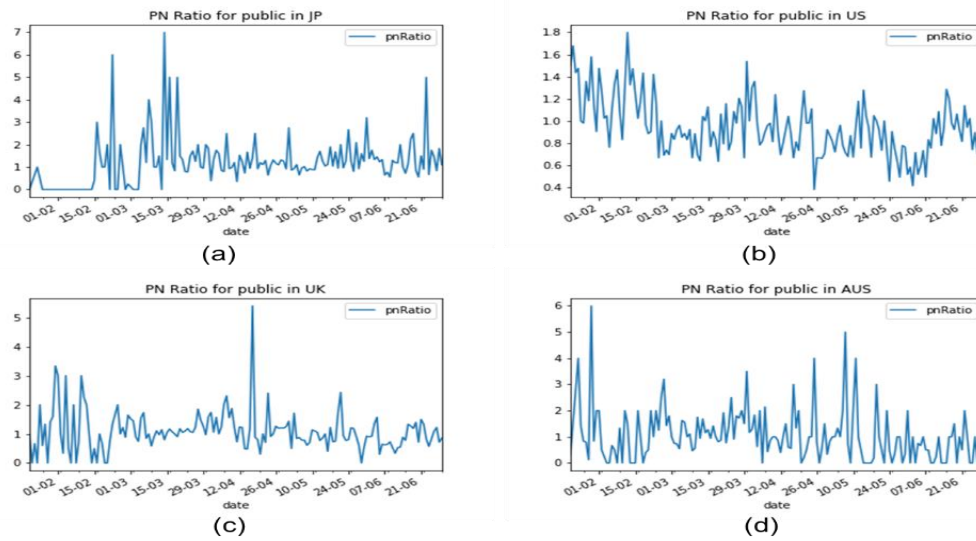 PN Ratio for public in JP
pnRatio
7
6
5
4
3
2
1
0
01-02 15-02 01-03 15-03 29-03 12-04 26-04 10-05 24-05 07-06 21-06
date
(a)
PN Ratio for public in US
pnRatio
1.8
1.6
1.4
1.2
1.0
0.8
0.6
0.4
01-02 15-02 01-03 15-03 29-03 12-04 26-04 10-05 24-05 07-06 21-06
date
(b)
PN Ratio for public in UK
pnRatio
5
4
3
2
1
0
01-02 15-02 01-03 15-03 29-03 12-04 26-04 10-05 24-05 07-06 21-06
date
(c)
PN Ratio for public in AUS
pnRatio
6
5
4
3
2
1
0
01-02 15-02 01-03 15-03 29-03 12-04 26-04 10-05 24-05 07-06 21-06
date
(d)